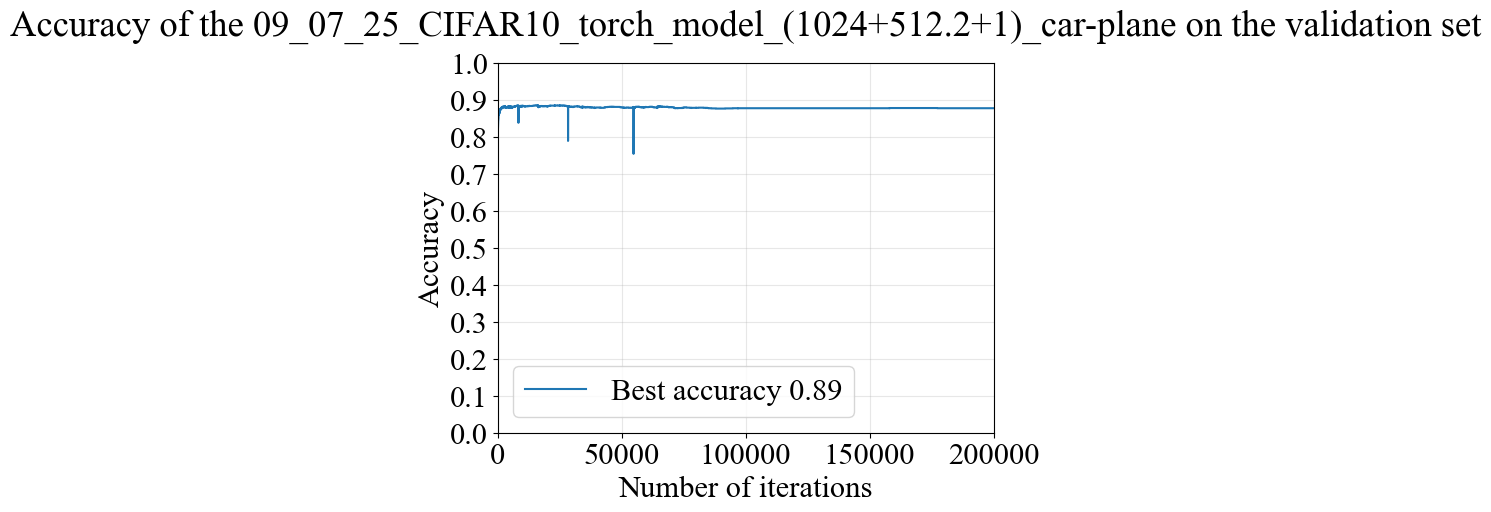 Accuracy of the 09_07_25_CIFAR10_torch_model_(1024+512.2+1)_car-plane on the validation set
1.0
0.9
0.8
0.7
0.6
0.5
0.4
0.3
0.2
0.1
0.0
Accuracy
Best accuracy 0.89
0 50000 100000 150000 200000
Number of iterations